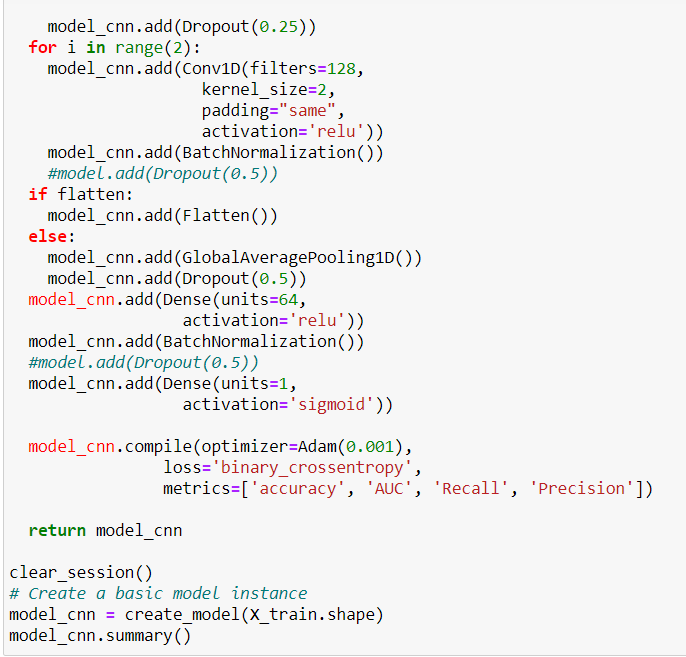 model_cnn.add(Dropout(0.25))
  for i in range(2):
    model_cnn.add(Conv1D(filters=128,
                    kernel_size=2,
                    padding="same",
                    activation='relu'))
    model_cnn.add(BatchNormalization())
    #model.add(Dropout(0.5))
  if flatten:
    model_cnn.add(Flatten())
  else:
    model_cnn.add(GlobalAveragePooling1D())
    model_cnn.add(Dropout(0.5))
  model_cnn.add(Dense(units=64,
                  activation='relu'))
  model_cnn.add(BatchNormalization())
  #model.add(Dropout(0.5))
  model_cnn.add(Dense(units=1,
                  activation='sigmoid'))

  model_cnn.compile(optimizer=Adam(0.001),
                loss='binary_crossentropy',
                metrics=['accuracy', 'AUC', 'Recall', 'Precision'])

  return model_cnn

clear_session()
# Create a basic model instance
model_cnn = create_model(X_train.shape)
model_cnn.summary()